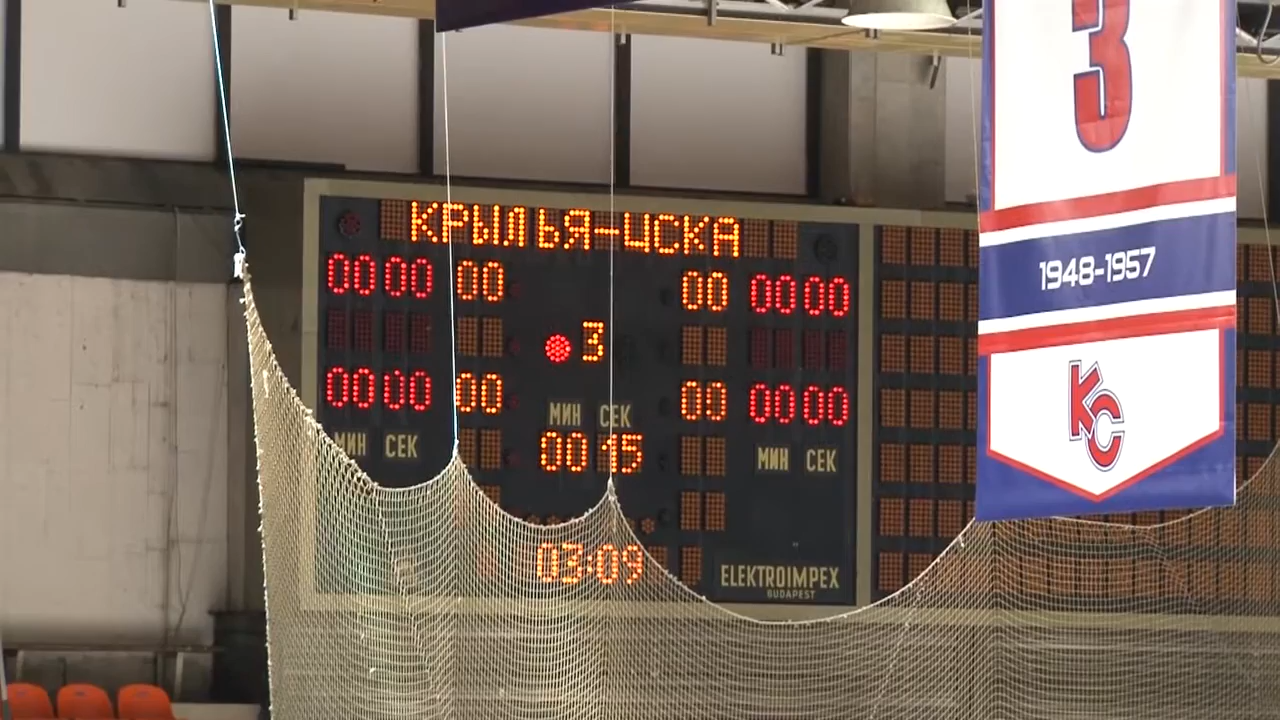 КРЫЛЬЯ-ЦСКА
00 00 00 00 00 00
3
00 00 00 00 00 00
МИН СЕК
МИН СЕК 00 15 МИН СЕК
03:09
ELEKTROIMPEX
BUDAPEST
3
1948-1957
КС